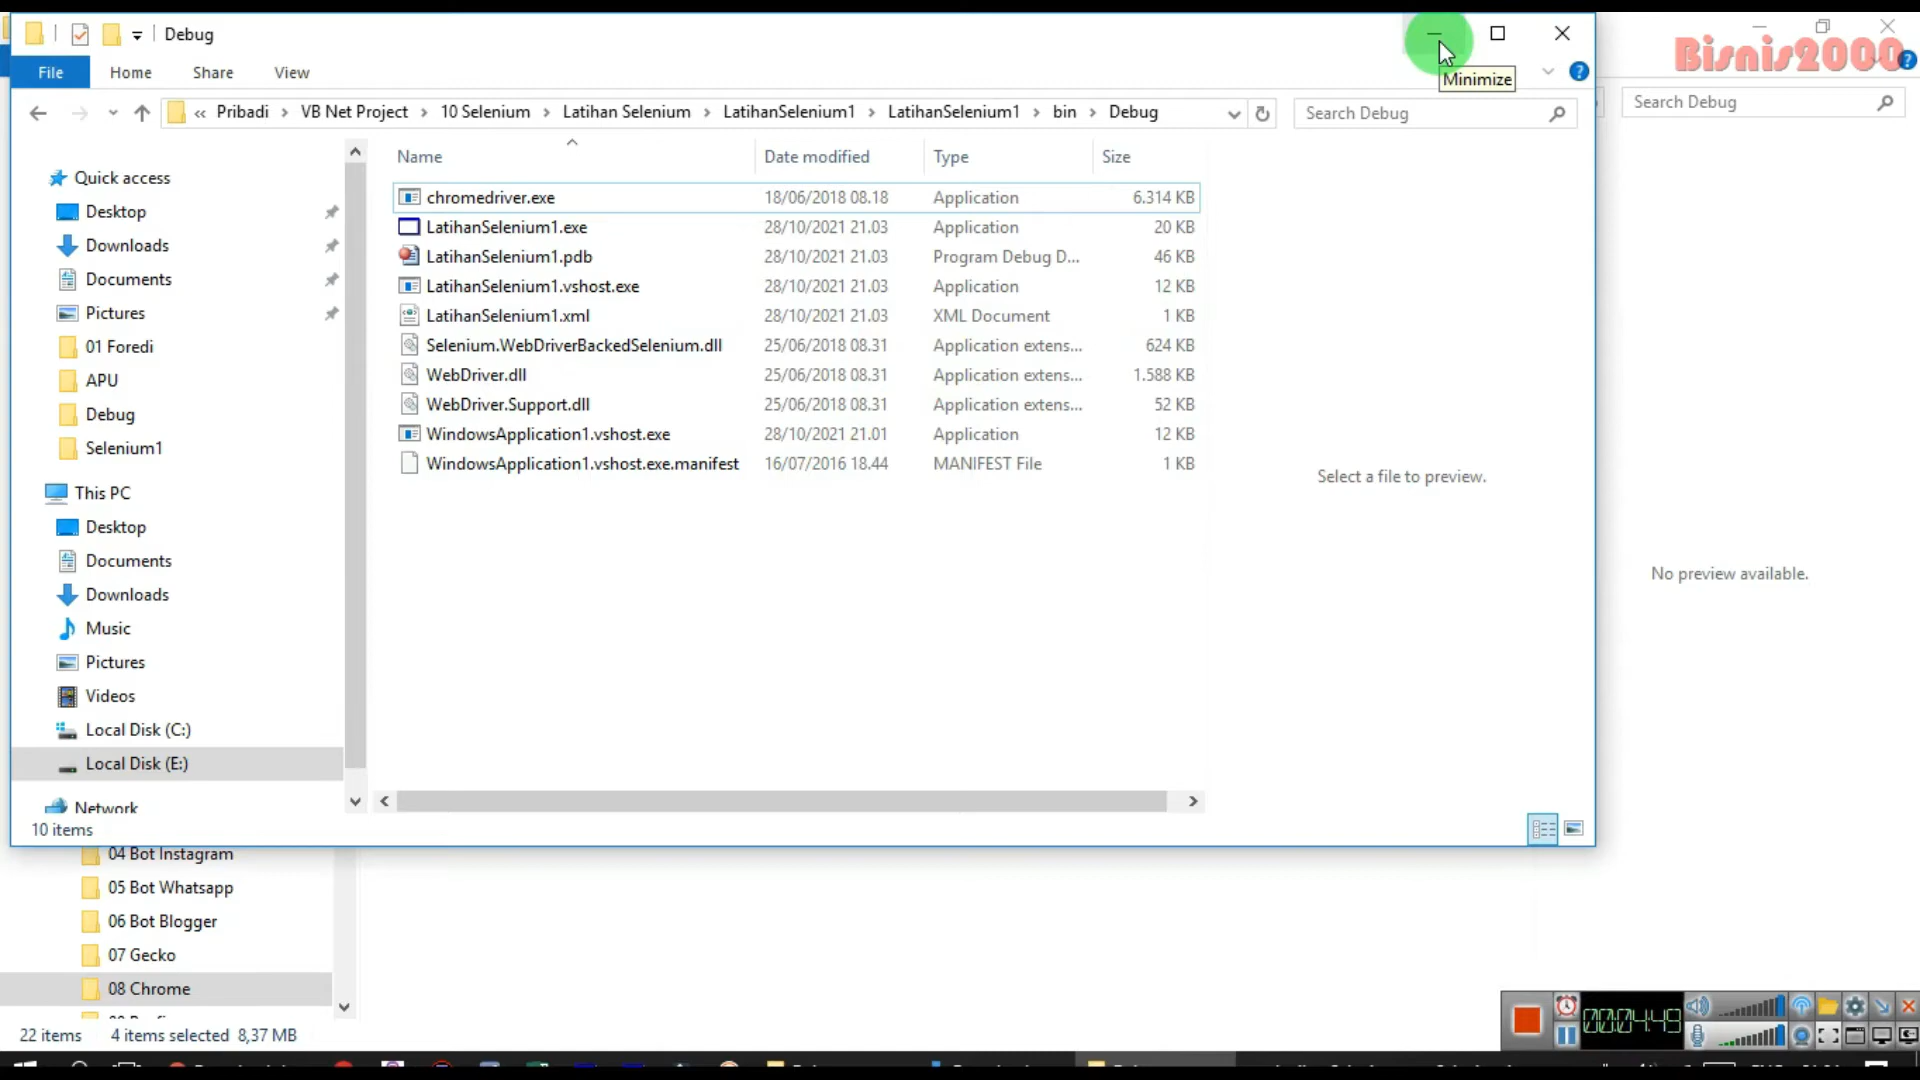 Debug
Bisnis2000
File Home Share View
Minimize
« Pribadi VB Net Project 10 Selenium Latihan Selenium LatihanSelenium1 LatihanSelenium1 bin Debug
Search Debug
Search Debug
Name Date modified Type Size
chromedriver.exe 18/06/2018 08.18 Application 6.314 KB
LatihanSelenium1.exe 28/10/2021 21.03 Application 20 KB
LatihanSelenium1.pdb 28/10/2021 21.03 Program Debug D... 46 KB
LatihanSelenium1.vshost.exe 28/10/2021 21.03 Application 12 KB
LatihanSelenium1.xml 28/10/2021 21.03 XML Document 1 KB
Selenium.WebDriverBackedSelenium.dll 25/06/2018 08.31 Application extens... 624 KB
WebDriver.dll 25/06/2018 08.31 Application extens... 1.588 KB
WebDriver.Support.dll 25/06/2018 08.31 Application extens... 52 KB
WindowsApplication1.vshost.exe 28/10/2021 21.01 Application 12 KB
WindowsApplication1.vshost.exe.manifest 16/07/2016 18.44 MANIFEST File 1 KB
Select a file to preview.
No preview available.
Quick access
Desktop
Downloads
Documents
Pictures
01 Foredi
APU
Debug
Selenium1
This PC
Desktop
Documents
Downloads
Music
Pictures
Videos
Local Disk (C:)
Local Disk (E:)
Network
10 items
04 Bot Instagram
05 Bot Whatsapp
06 Bot Blogger
07 Gecko
08 Chrome
22 items 4 items selected 8,37 MB
00:04:49